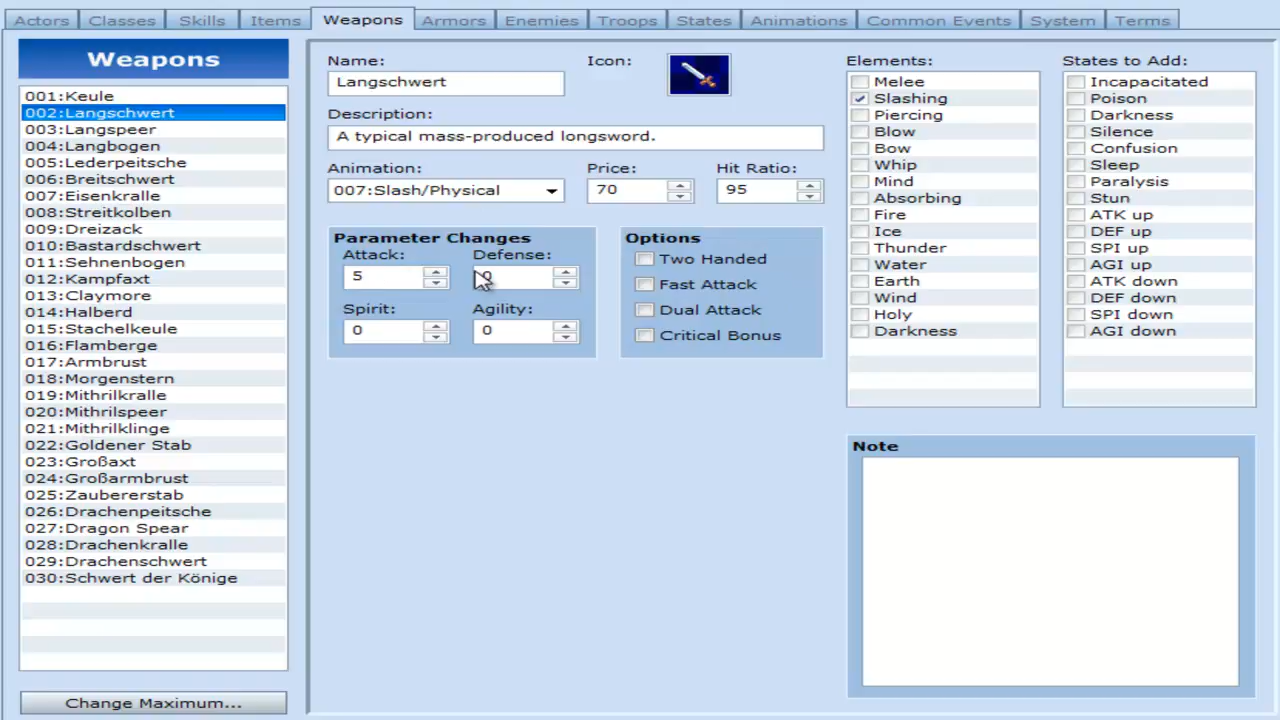 Actors Classes Skills Items Weapons Armors Enemies Troops States Animations Common Events System Terms
Weapons
001:Keule
002:Langschwert
003:Langspeer
004:Langbogen
005:Lederpeitsche
006:Breitschwert
007:Eisenkralle
008:Streitkolben
009:Dreizack
010:Bastardschwert
011:Sehnenbogen
012:Kampfaxt
013:Claymore
014:Halberd
015:Stachelkeule
016:Flamberge
017:Armbrust
018:Morgenstern
019:Mithrilkralle
020:Mithrilspeer
021:Mithrilklinge
022:Goldener Stab
023:Großaxt
024:Großarmbrust
025:Zaubererstab
026:Drachenpeitsche
027:Dragon Spear
028:Drachenkralle
029:Drachenschwert
030:Schwert der Könige
Change Maximum...
Name: Icon:
Langschwert
Description:
A typical mass-produced longsword.
Animation: Price: Hit Ratio:
007:Slash/Physical 70 95
Parameter Changes
Attack: Defense:
5 0
Spirit: Agility:
0 0
Options
Two Handed
Fast Attack
Dual Attack
Critical Bonus
Elements:
Melee
Slashing
Piercing
Blow
Bow
Whip
Mind
Absorbing
Fire
Ice
Thunder
Water
Earth
Wind
Holy
Darkness
States to Add:
Incapacitated
Poison
Darkness
Silence
Confusion
Sleep
Paralysis
Stun
ATK up
DEF up
SPI up
AGI up
ATK down
DEF down
SPI down
AGI down
Note